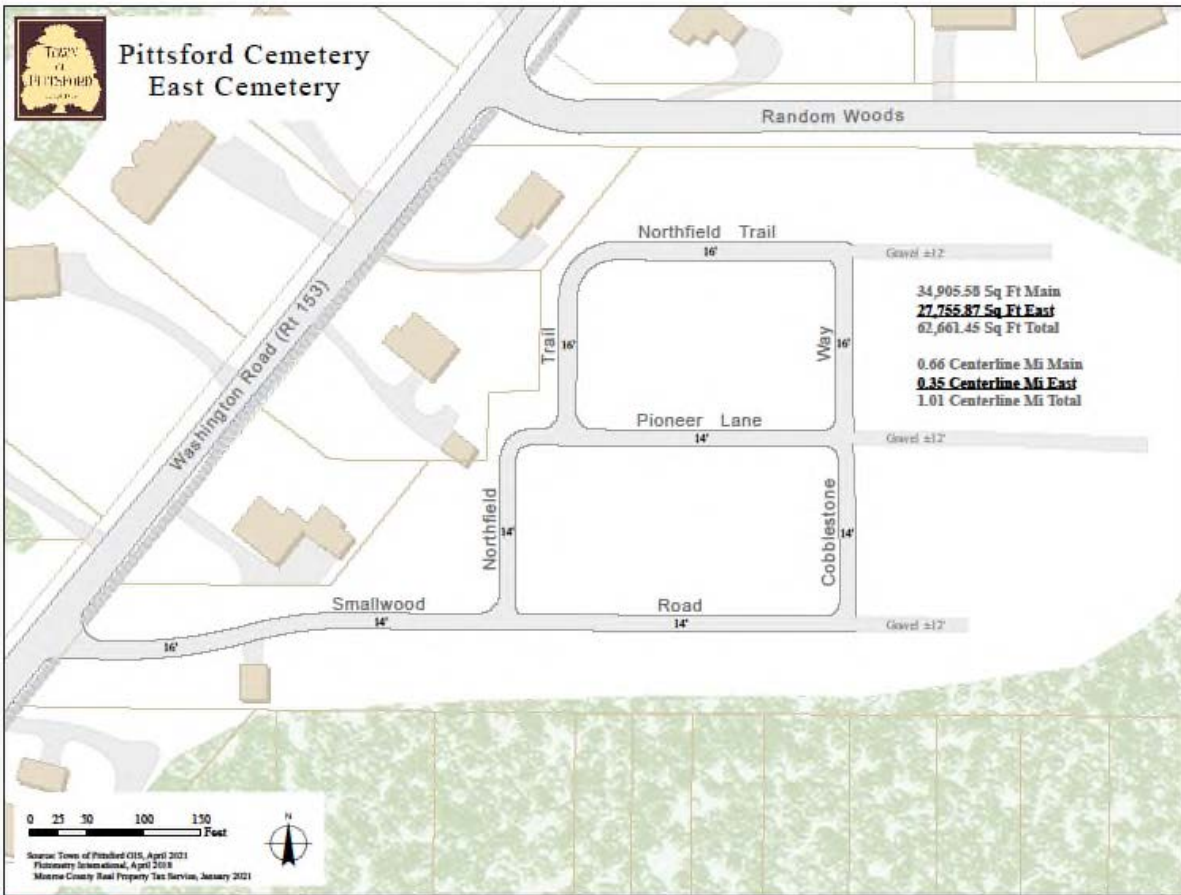 TOWN
OF
PITTSFORD
Pittsford Cemetery
East Cemetery
Random Woods
Washington Road (Rt 153)
Northfield Trail
16'
Gravel ±12'
34,905.58 Sq Ft Main
27,755.87 Sq Ft East
62,661.45 Sq Ft Total
Trail
16'
Way
16'
0.66 Centerline Mi Main
0.35 Centerline Mi East
1.01 Centerline Mi Total
Pioneer Lane
14'
Gravel ±12'
Northfield
14'
Cobblestone
14'
Smallwood
Road
14'
14'
Gravel ±12'
16'
0 25 50 100 150
Feet
N
Source: Town of Pittsford GIS, April 2021
Pictometry International, April 2018
Monroe County Real Property Tax Service, January 2021